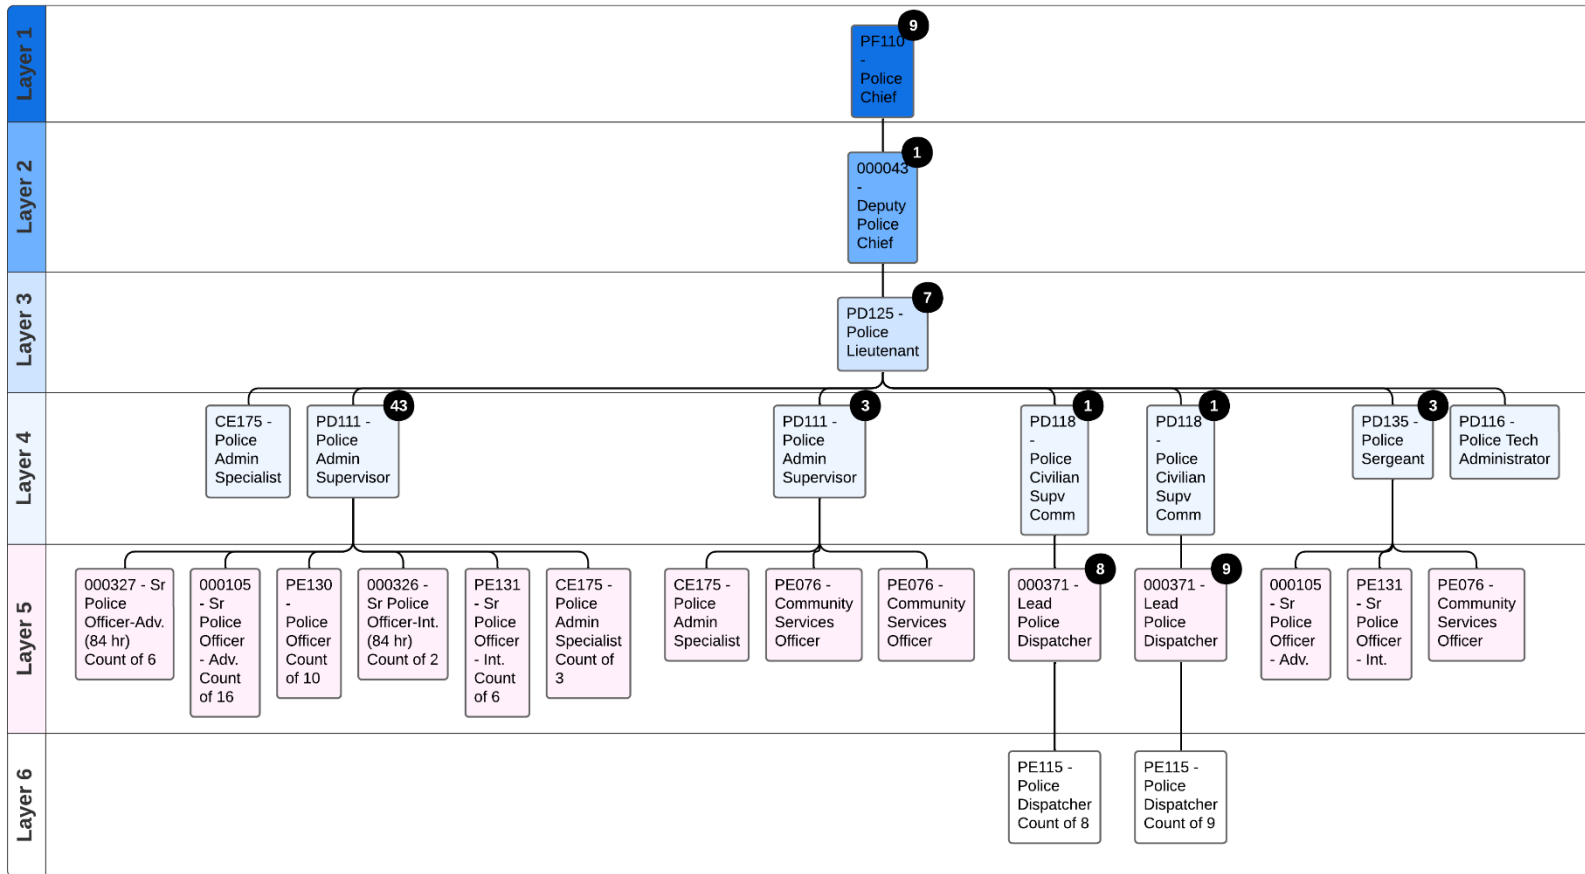 Layer 1
9
PF110
-
Police
Chief
Layer 2
1
000043
-
Deputy
Police
Chief
Layer 3
7
PD125 -
Police
Lieutenant
Layer 4
CE175 -
Police
Admin
Specialist
43
PD111 -
Police
Admin
Supervisor
3
PD111 -
Police
Admin
Supervisor
1
PD118
-
Police
Civilian
Supv
Comm
1
PD118
-
Police
Civilian
Supv
Comm
3
PD135 -
Police
Sergeant
PD116 -
Police Tech
Administrator
Layer 5
000327 - Sr
Police
Officer-Adv.
(84 hr)
Count of 6
000105
- Sr
Police
Officer
- Adv.
Count
of 16
PE130
-
Police
Officer
Count
of 10
000326 -
Sr Police
Officer-Int.
(84 hr)
Count of 2
PE131
- Sr
Police
Officer
- Int.
Count
of 6
CE175 -
Police
Admin
Specialist
Count of
3
CE175 -
Police
Admin
Specialist
PE076 -
Community
Services
Officer
PE076 -
Community
Services
Officer
8
000371 -
Lead
Police
Dispatcher
9
000371 -
Lead
Police
Dispatcher
000105
- Sr
Police
Officer
- Adv.
PE131
- Sr
Police
Officer
- Int.
PE076 -
Community
Services
Officer
Layer 6
PE115 -
Police
Dispatcher
Count of 8
PE115 -
Police
Dispatcher
Count of 9